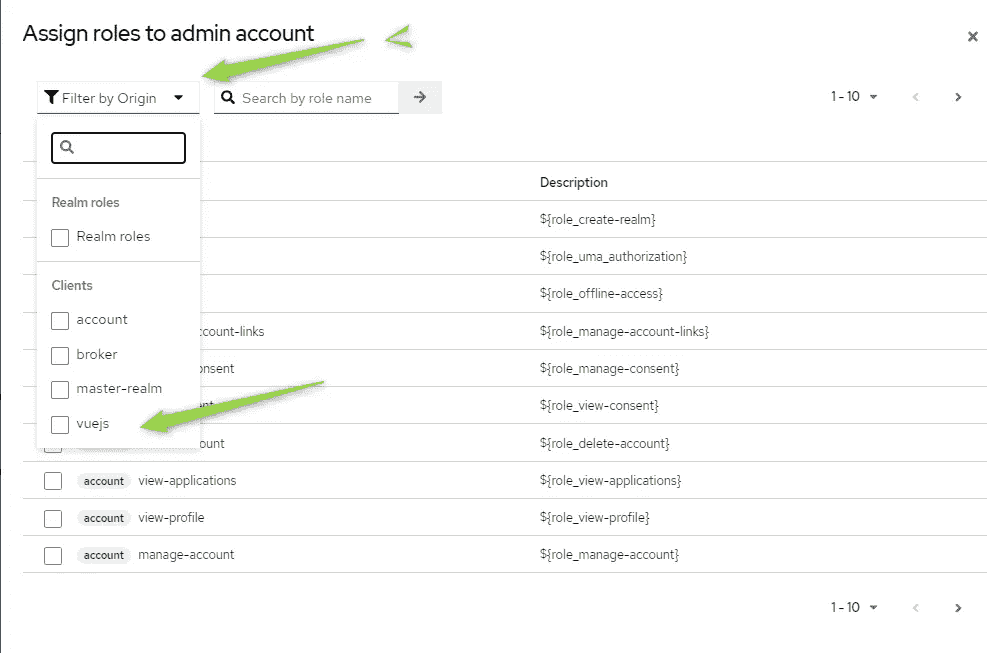 Assign roles to admin account
Filter by Origin
Search by role name
1 - 10
Description
Realm roles
Realm roles
Clients
account
broker
master-realm
vuejs
${role_create-realm}
${role_uma_authorization}
${role_offline-access}
count-links ${role_manage-account-links}
nsent ${role_manage-consent}
${role_view-consent}
ount ${role_delete-account}
account view-applications ${role_view-applications}
account view-profile ${role_view-profile}
account manage-account ${role_manage-account}
1 - 10